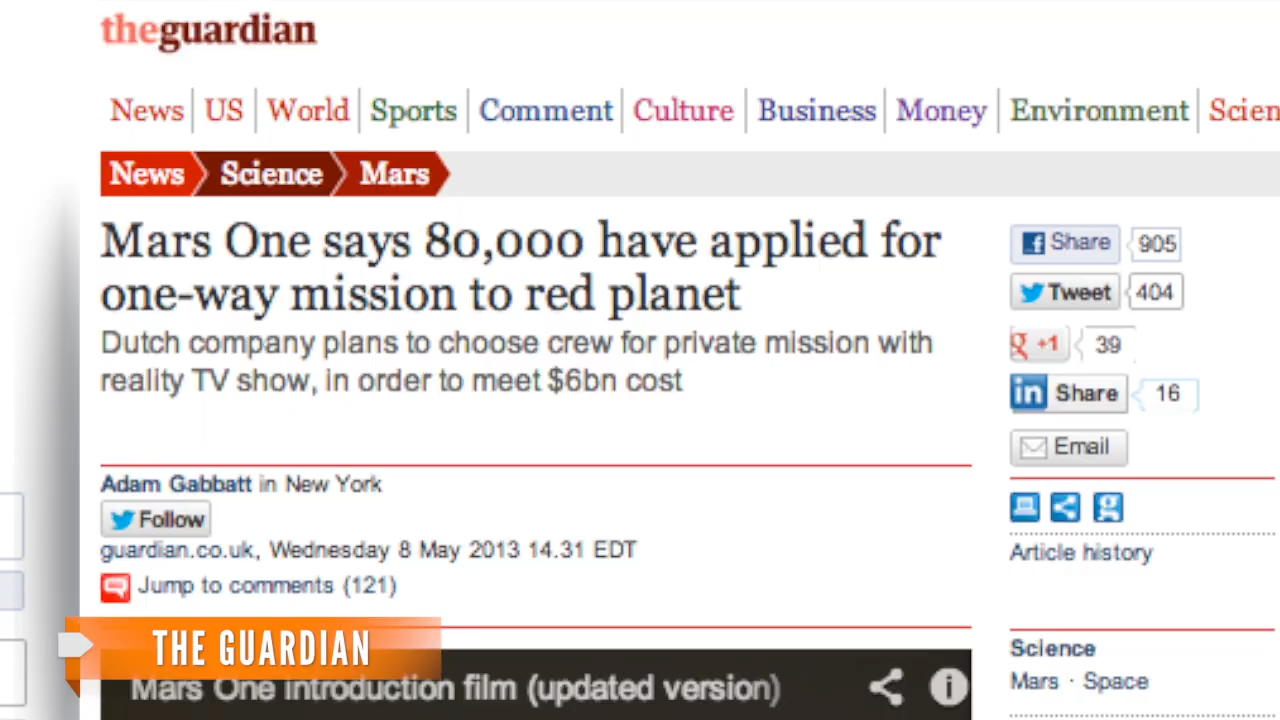 theguardian
News US World Sports Comment Culture Business Money Environment Scien
News Science Mars
Mars One says 80,000 have applied for
one-way mission to red planet
Dutch company plans to choose crew for private mission with
reality TV show, in order to meet $6bn cost
Share 905
Tweet 404
+1 39
in Share 16
Email
Adam Gabbatt in New York
Follow
guardian.co.uk, Wednesday 8 May 2013 14.31 EDT
Jump to comments (121)
Article history
THE GUARDIAN
Mars One introduction film (updated version)
Science
Mars · Space